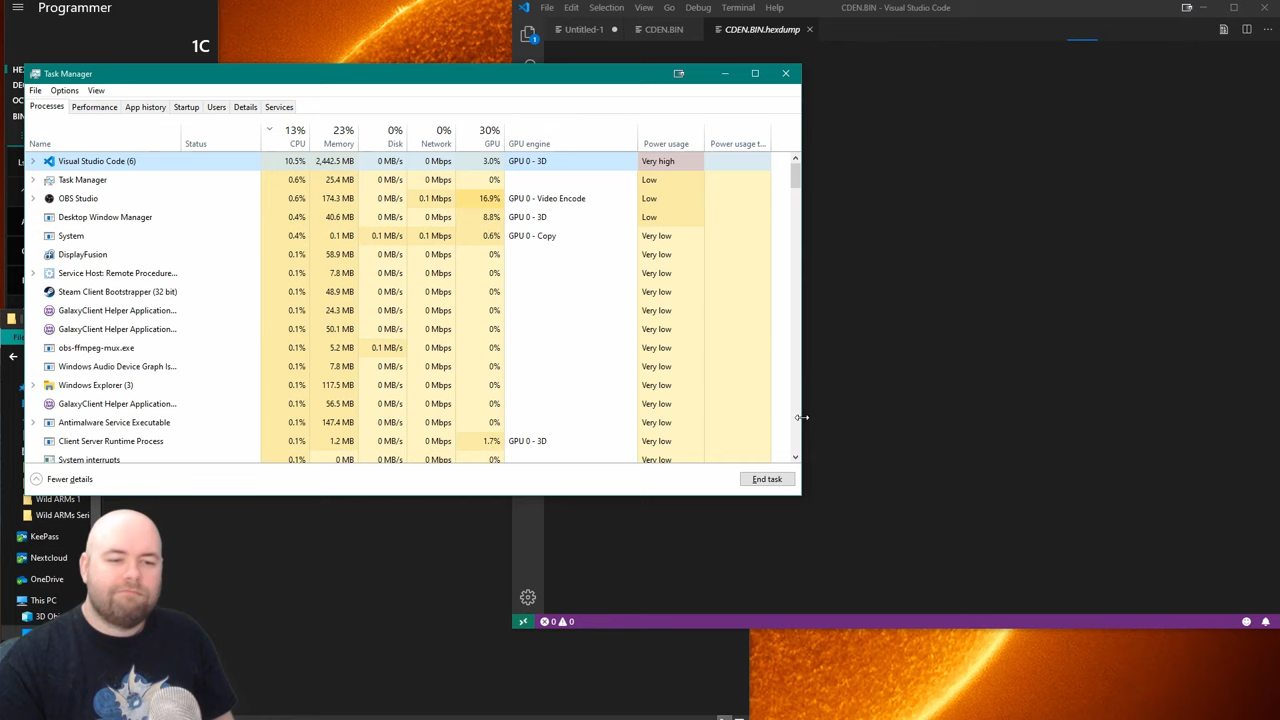 Programmer
1C
HE
DE
OC
BIN
File Edit Selection View Go Debug Terminal Help
CDEN.BIN - Visual Studio Code
Untitled-1
CDEN.BIN
CDEN.BIN.hexdump
1
Task Manager
File Options View
Processes Performance App history Startup Users Details Services
13% 23% 0% 0% 30%
Name Status CPU Memory Disk Network GPU GPU engine Power usage Power usage t...
Visual Studio Code (6) 10.5% 2,442.5 MB 0 MB/s 0 Mbps 3.0% GPU 0 - 3D Very high
Task Manager 0.6% 25.4 MB 0 MB/s 0 Mbps 0% Low
OBS Studio 0.6% 174.3 MB 0 MB/s 0.1 Mbps 16.9% GPU 0 - Video Encode Low
Desktop Window Manager 0.4% 40.6 MB 0 MB/s 0 Mbps 8.8% GPU 0 - 3D Low
System 0.4% 0.1 MB 0.1 MB/s 0.1 Mbps 0.6% GPU 0 - Copy Very low
DisplayFusion 0.1% 58.9 MB 0 MB/s 0 Mbps 0% Very low
Service Host: Remote Procedure... 0.1% 7.8 MB 0 MB/s 0 Mbps 0% Very low
Steam Client Bootstrapper (32 bit) 0.1% 48.9 MB 0 MB/s 0 Mbps 0% Very low
GalaxyClient Helper Application... 0.1% 24.3 MB 0 MB/s 0 Mbps 0% Very low
GalaxyClient Helper Application... 0.1% 50.1 MB 0 MB/s 0 Mbps 0% Very low
obs-ffmpeg-mux.exe 0.1% 5.2 MB 0.1 MB/s 0 Mbps 0% Very low
Windows Audio Device Graph Is... 0.1% 7.8 MB 0 MB/s 0 Mbps 0% Very low
Windows Explorer (3) 0.1% 117.5 MB 0 MB/s 0 Mbps 0% Very low
GalaxyClient Helper Application... 0.1% 56.5 MB 0 MB/s 0 Mbps 0% Very low
Antimalware Service Executable 0.1% 147.4 MB 0 MB/s 0 Mbps 0% Very low
Client Server Runtime Process 0.1% 1.2 MB 0 MB/s 0 Mbps 1.7% GPU 0 - 3D Very low
System interrupts 0.1% 0 MB 0 MB/s 0 Mbps 0% Very low
Fewer details
End task
Wild ARMs 1
Wild ARMs Seri
KeePass
Nextcloud
OneDrive
This PC
3D Ob
0 0